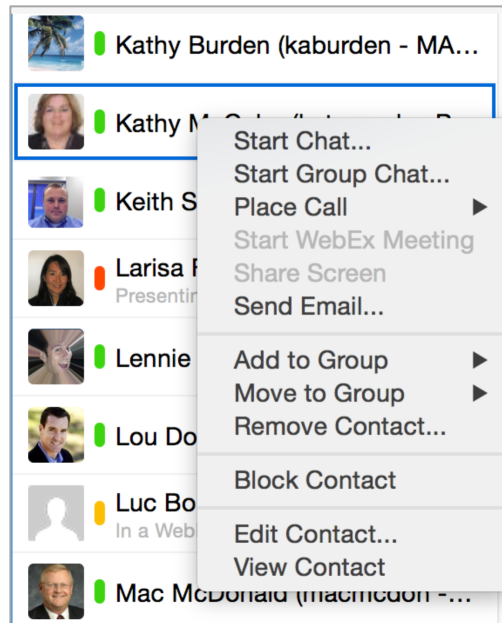 Kathy Burden (kaburden - MA...
Kathy
Start Chat...
Start Group Chat...
Place Call
Keith S
Start WebEx Meeting
Larisa
Share Screen
Presentin
Send Email...
Lennie
Add to Group
Move to Group
Remove Contact...
Lou Do
Block Contact
Luc Bo
In a Web
Edit Contact...
View Contact
Mac McDonald (macmcdon -...